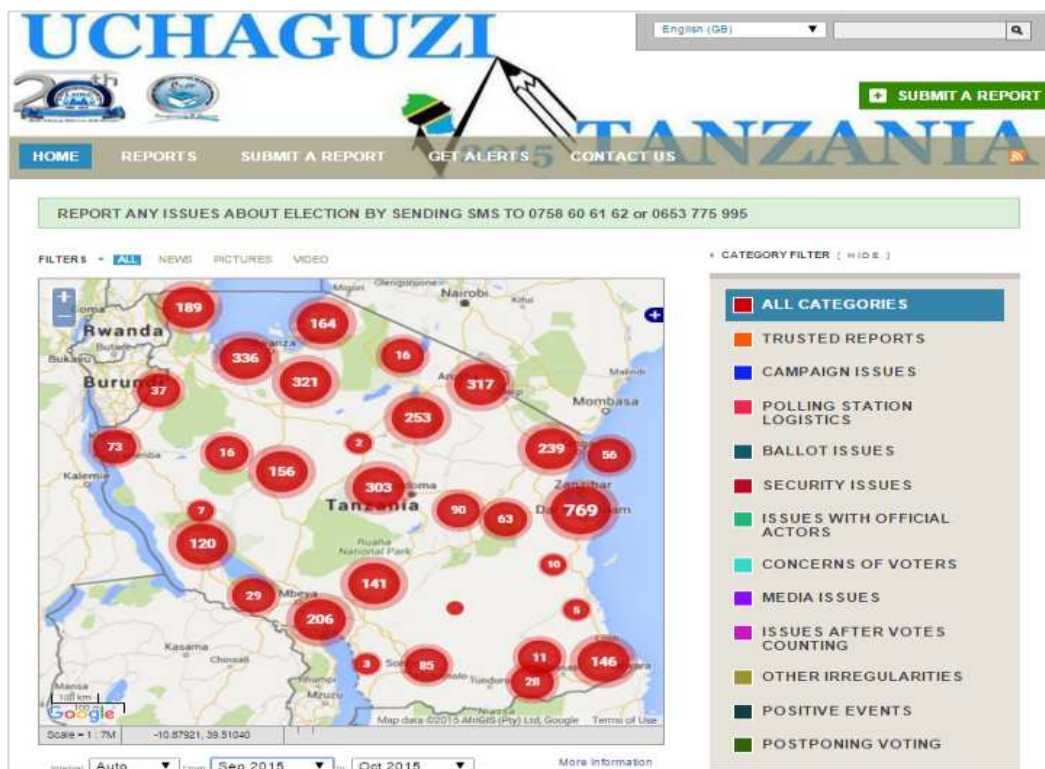 UCHAGUZI
English (GB)
20th
SUBMIT A REPORT
2015 TANZANIA
HOME REPORTS SUBMIT A REPORT GET ALERTS CONTACT US
REPORT ANY ISSUES ABOUT ELECTION BY SENDING SMS TO 0758 60 61 62 or 0653 775 995
FILTERS ALL NEWS PICTURES VIDEO
CATEGORY FILTER [ HIDE ]
ALL CATEGORIES
TRUSTED REPORTS
CAMPAIGN ISSUES
POLLING STATION
LOGISTICS
BALLOT ISSUES
SECURITY ISSUES
ISSUES WITH OFFICIAL
ACTORS
CONCERNS OF VOTERS
MEDIA ISSUES
ISSUES AFTER VOTES
COUNTING
OTHER IRREGULARITIES
POSITIVE EVENTS
POSTPONING VOTING
Nairobi
189
164
Rwanda
336
16
321
317
37
Mombasa
253
2
239
56
73
16
156
Kalemie
303
Tanzania
Zanzibar
90
63
769
7
120
Ruaha
National Park
10
141
29
Mbeya
5
206
Kasama
Chinsali
3
85
11
146
28
Mansa
Mzuzu
100 km
Google
Map data ©2015 AfriGIS (Pty) Ltd, Google Terms of Use
Scale = 1 : 7M -10.87921, 39.51040
Auto From Sep 2015 to Oct 2015
More Information